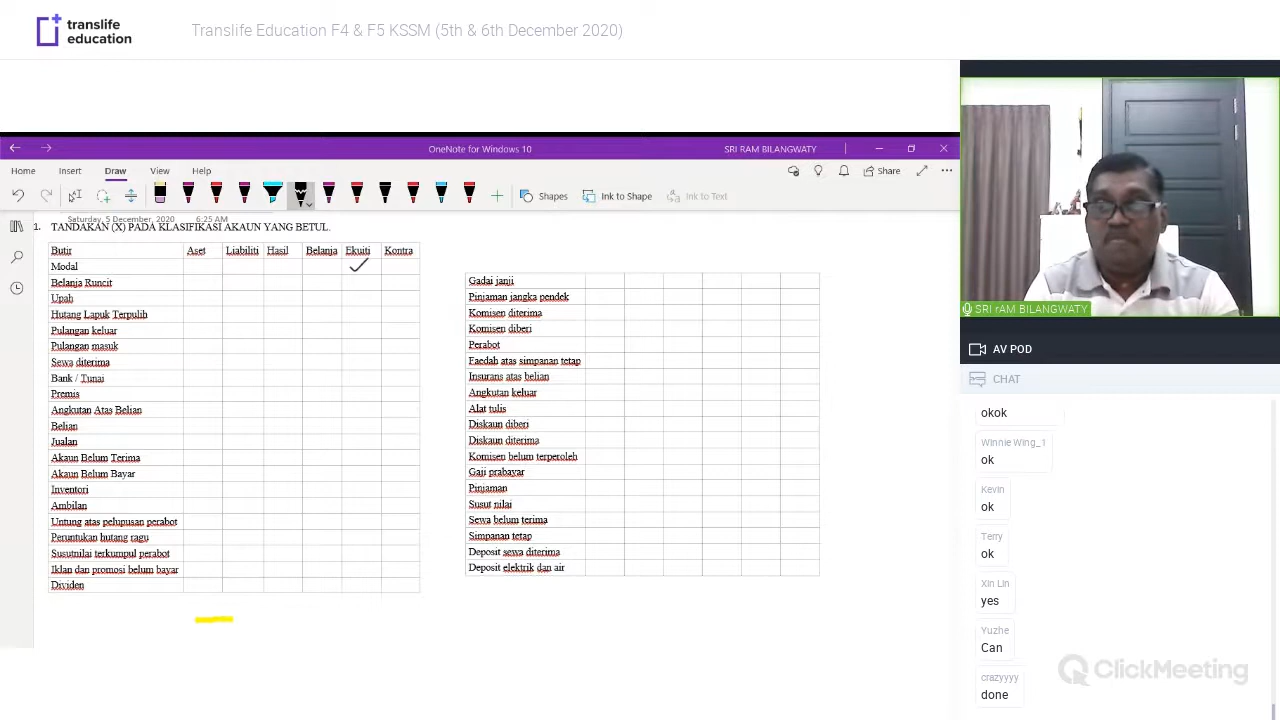 translife
education
Translife Education F4 & F5 KSSM (5th & 6th December 2020)
OneNote for Windows 10
SRI RAM BILANGWATY
Home Insert Draw View Help
Share
Shapes Ink to Shape Ink to Text
Saturday, 5 December, 2020 6:25 AM
1. TANDAKAN (X) PADA KLASIFIKASI AKAUN YANG BETUL.
Butir Aset Liabiliti Hasil Belanja Ekuiti Kontra
Modal
Belanja Runcit
Upah
Hutang Lapuk Terpulih
Pulangan keluar
Pulangan masuk
Sewa diterima
Bank / Tunai
Premis
Angkutan Atas Belian
Belian
Jualan
Akaun Belum Terima
Akaun Belum Bayar
Inventori
Ambilan
Untung atas pelupusan perabot
Peruntukan hutang ragu
Susutnilai terkumpul perabot
Iklan dan promosi belum bayar
Dividen
Gadai janji
Pinjaman jangka pendek
Komisen diterima
Komisen diberi
Perabot
Faedah atas simpanan tetap
Insurans atas belian
Angkutan keluar
Alat tulis
Diskaun diberi
Diskaun diterima
Komisen belum terperoleh
Gaji prabayar
Pinjaman
Susut nilai
Sewa belum terima
Simpanan tetap
Deposit sewa diterima
Deposit elektrik dan air
SRI rAM BILANGWATY
AV POD
CHAT
okok
Winnie Wing_1
ok
Kevin
ok
Terry
ok
Xin Lin
yes
Yuzhe
Can
crazyyyy
done
ClickMeeting